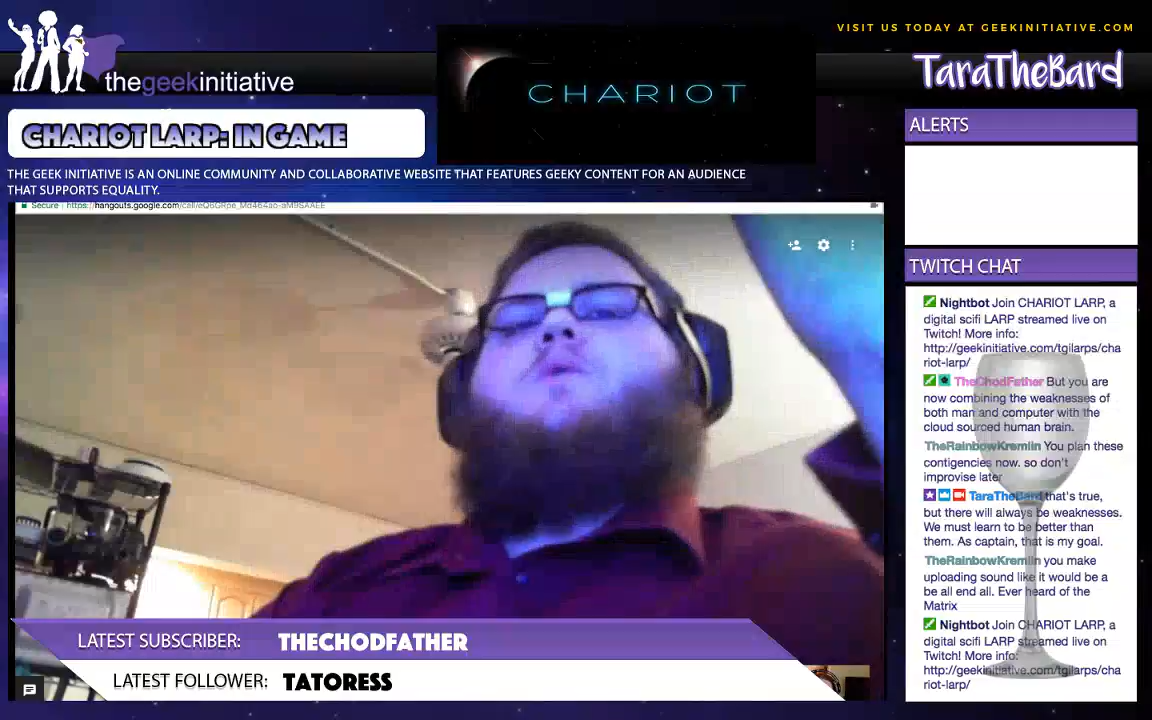 VISIT US TODAY AT GEEKINITIATIVE.COM
thegeekinitiative
CHARIOT
TaraTheBard
CHARIOT LARP: IN GAME
THE GEEK INITIATIVE IS AN ONLINE COMMUNITY AND COLLABORATIVE WEBSITE THAT FEATURES GEEKY CONTENT FOR AN AUDIENCE
THAT SUPPORTS EQUALITY.
Secure
https://hangouts.google.com/call/
ALERTS
TWITCH CHAT
Nightbot Join CHARIOT LARP, a
digital scifi LARP streamed live on
Twitch! More info:
http://geekinitiative.com/tgilarps/cha
riot-larp/
TheChodFather But you are
now combining the weaknesses of
both man and computer with the
cloud sourced human brain.
TheRainbowKremlin You plan these
contigencies now. so don't
improvise later
TaraTheBard that's true,
but there will always be weaknesses.
We must learn to be better than
them. As captain, that is my goal.
TheRainbowKremlin you make
uploading sound like it would be a
be all end all. Ever heard of the
Matrix
Nightbot Join CHARIOT LARP, a
digital scifi LARP streamed live on
Twitch! More info:
http://geekinitiative.com/tgilarps/cha
riot-larp/
LATEST SUBSCRIBER: THECHODFATHER
LATEST FOLLOWER: TATORESS